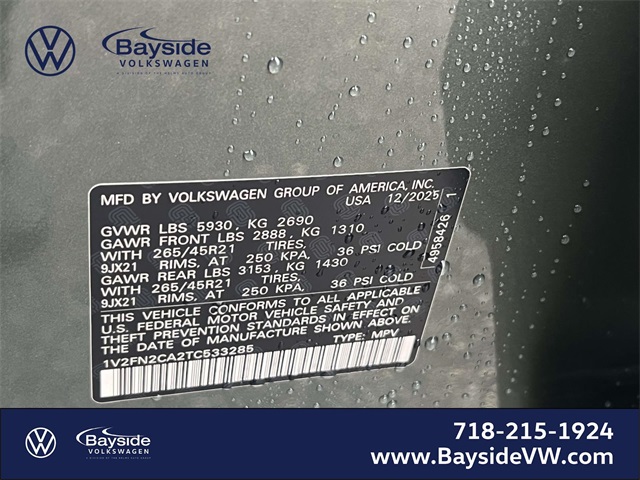 Bayside
VOLKSWAGEN
MFD BY VOLKSWAGEN GROUP OF AMERICA, INC.
USA 12/2025
GVWR LBS 5930, KG 2690
GAWR FRONT LBS 2888, KG 1310
WITH 265/45R21 TIRES,
9JX21 RIMS, AT 250 KPA, 36 PSI COLD
GAWR REAR LBS 3153, KG 1430
WITH 265/45R21 TIRES,
9JX21 RIMS, AT 250 KPA, 36 PSI COLD
THIS VEHICLE CONFORMS TO ALL APPLICABLE
U.S. FEDERAL MOTOR VEHICLE SAFETY AND
THEFT PREVENTION STANDARDS IN EFFECT ON
THE DATE OF MANUFACTURE SHOWN ABOVE.
1V2FN2CA2TC533285 TYPE: MPV
4958426 1
Bayside
VOLKSWAGEN
718-215-1924
www.BaysideVW.com